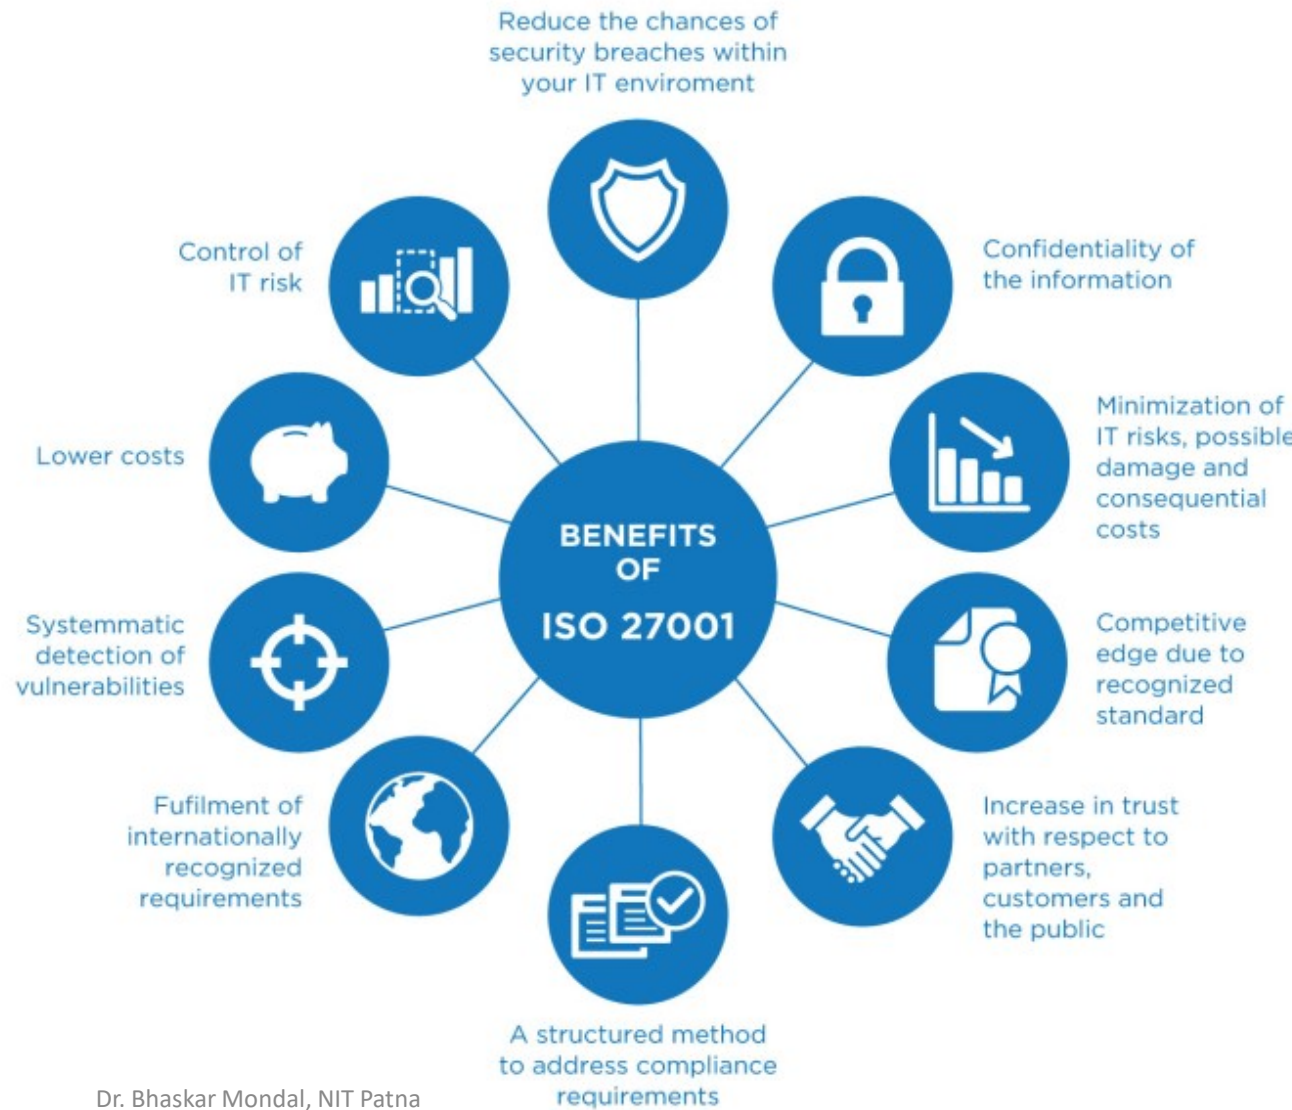 Reduce the chances of
security breaches within
your IT enviroment
Confidentiality of
the information
Minimization of
IT risks, possible
damage and
consequential
costs
Competitive
edge due to
recognized
standard
Increase in trust
with respect to
partners,
customers and
the public
A structured method
to address compliance
requirements
Fufilment of
internationally
recognized
requirements
Systemmatic
detection of
vulnerabilities
Lower costs
Control of
IT risk
BENEFITS
OF
ISO 27001
Dr. Bhaskar Mondal, NIT Patna